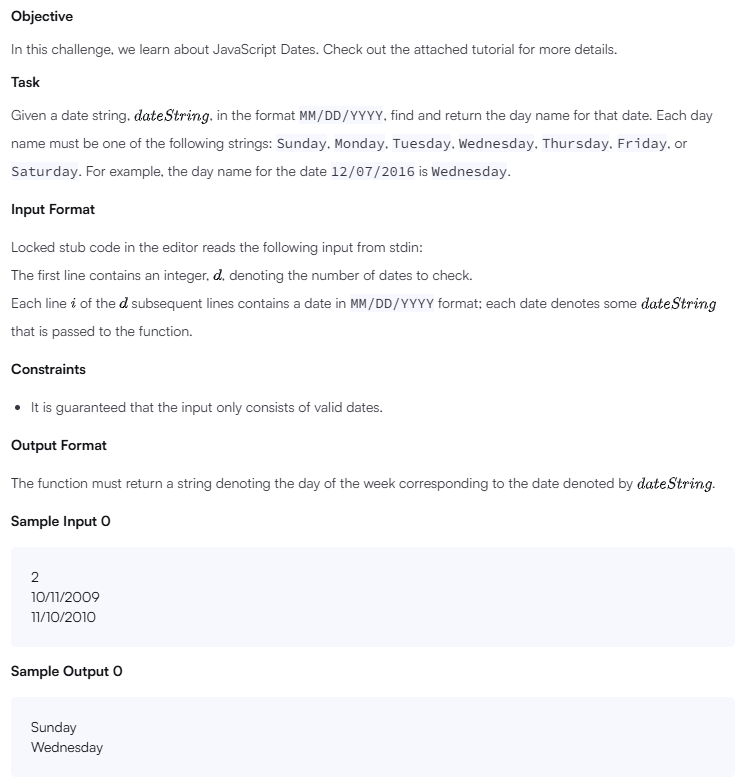 Objective
In this challenge, we learn about JavaScript Dates. Check out the attached tutorial for more details.
Task
Given a date string, dateString, in the format MM/DD/YYYY, find and return the day name for that date. Each day
name must be one of the following strings: Sunday, Monday, Tuesday, Wednesday, Thursday, Friday, or
Saturday. For example, the day name for the date 12/07/2016 is Wednesday.
Input Format
Locked stub code in the editor reads the following input from stdin:
The first line contains an integer, d, denoting the number of dates to check.
Each line i of the d subsequent lines contains a date in MM/DD/YYYY format; each date denotes some dateString
that is passed to the function.
Constraints
• It is guaranteed that the input only consists of valid dates.
Output Format
The function must return a string denoting the day of the week corresponding to the date denoted by dateString.
Sample Input 0
2
10/11/2009
11/10/2010
Sample Output 0
Sunday
Wednesday